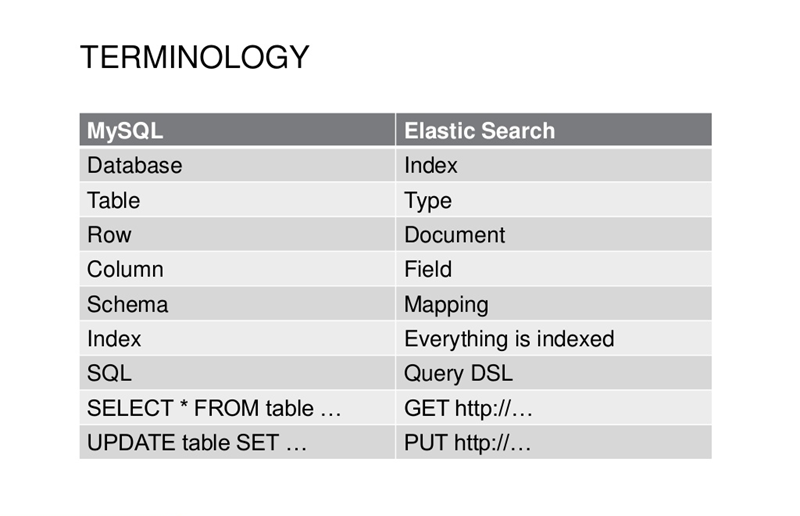 TERMINOLOGY
MySQL Elastic Search
Database Index
Table Type
Row Document
Column Field
Schema Mapping
Index Everything is indexed
SQL Query DSL
SELECT * FROM table … GET http://…
UPDATE table SET … PUT http://…